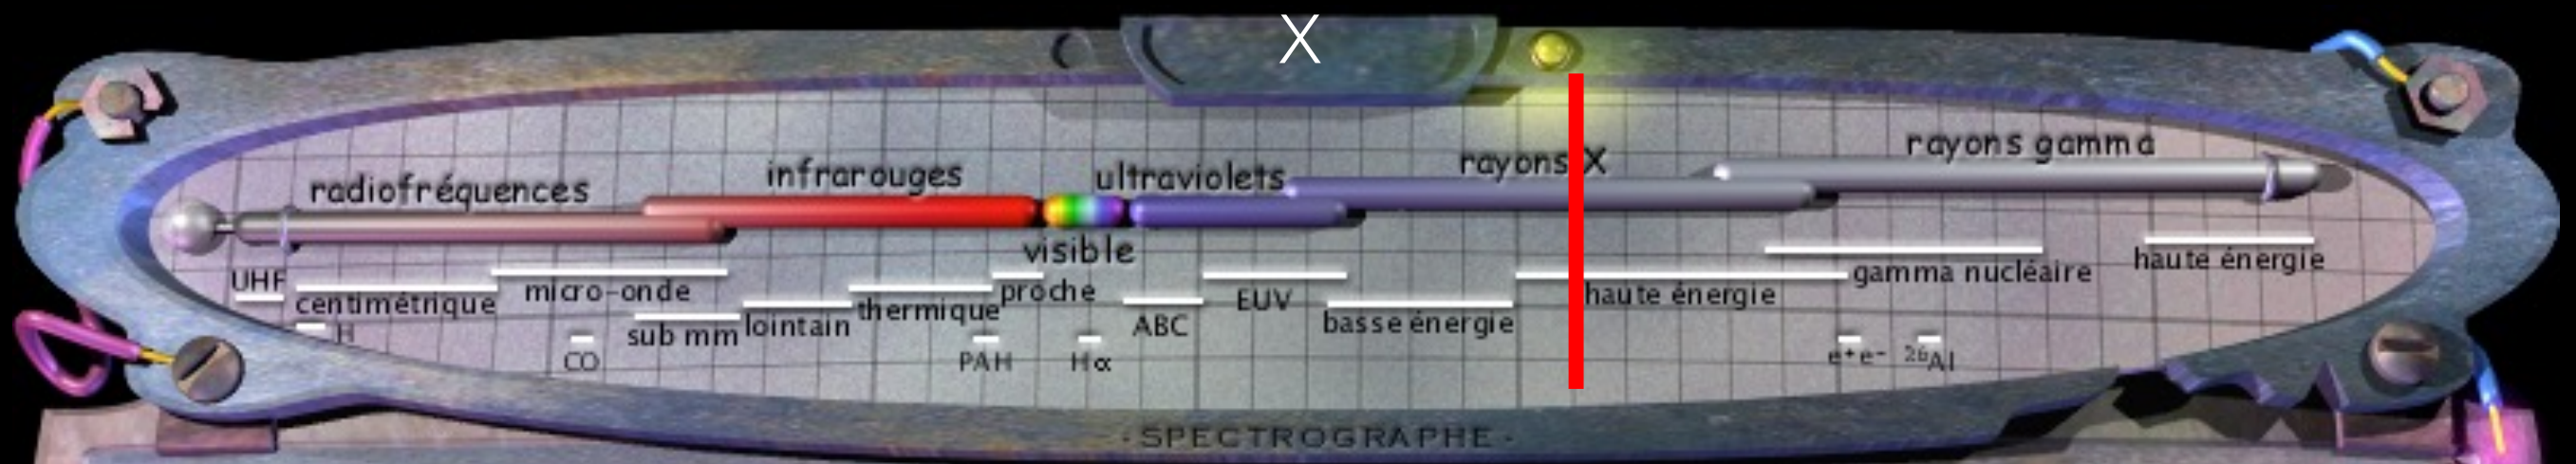 X
rayons gamma
rayons X
infrarouges
ultraviolets
radiofréquences
visible
UHF
centimétrique
micro-onde
sub mm
lointain
thermique
proche
ABC
EUV
basse énergie
haute énergie
gamma nucléaire
haute énergie
H
CO
PAH
Hα
e+e-
26Al
· SPECTROGRAPHE ·